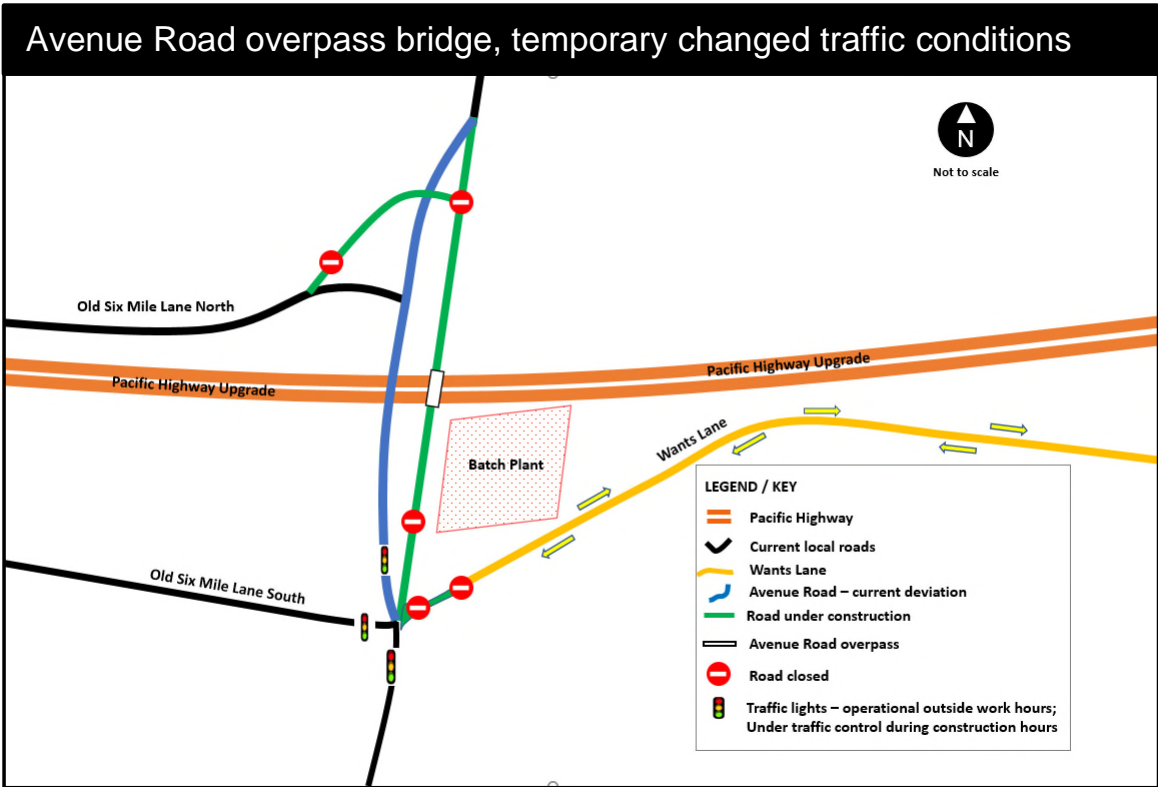 Avenue Road overpass bridge, temporary changed traffic conditions
N
Not to scale
Old Six Mile Lane North
Pacific Highway Upgrade
Pacific Highway Upgrade
Wants Lane
Batch Plant
Old Six Mile Lane South
LEGEND / KEY
Pacific Highway
Current local roads
Wants Lane
Avenue Road – current deviation
Road under construction
Avenue Road overpass
Road closed
Traffic lights – operational outside work hours;
Under traffic control during construction hours